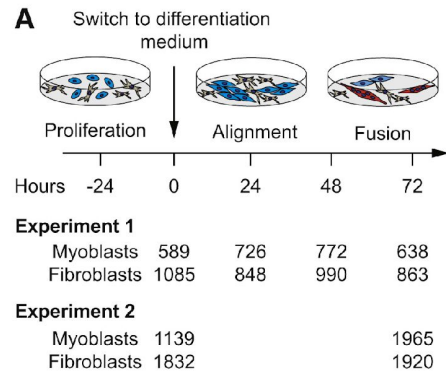 A
Switch to differentiation
medium
Proliferation Alignment Fusion
Hours -24 0 24 48 72
Experiment 1
Myoblasts 589 726 772 638
Fibroblasts 1085 848 990 863
Experiment 2
Myoblasts 1139 1965
Fibroblasts 1832 1920